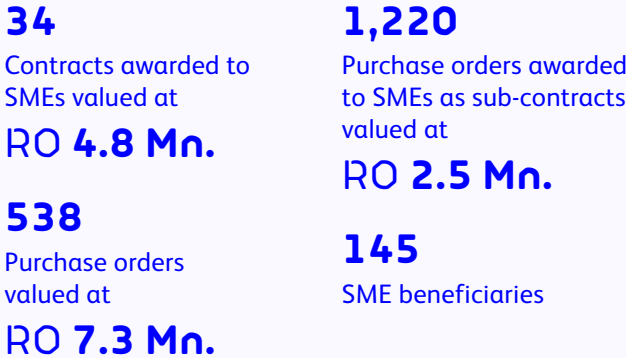 34
Contracts awarded to
SMEs valued at
RO 4.8 Mn.
538
Purchase orders
valued at
RO 7.3 Mn.
1,220
Purchase orders awarded
to SMEs as sub-contracts
valued at
RO 2.5 Mn.
145
SME beneficiaries